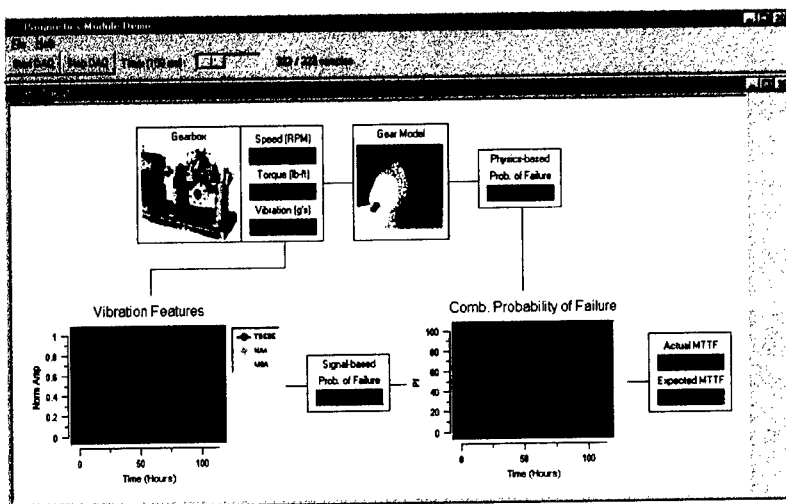 Prognostics Module Demo
Gearbox
Speed (RPM)
Torque (lb-ft)
Vibration (g's)
Gear Model
Physics-based
Prob. of Failure
Vibration Features
Norm Amp
1
0.8
0.6
0.4
0.2
0
0
50
100
Time (Hours)
Signal-based
Prob. of Failure
Comb. Probability of Failure
Pf
100
80
60
40
20
0
0
50
100
Time (Hours)
Actual MTTF
Expected MTTF